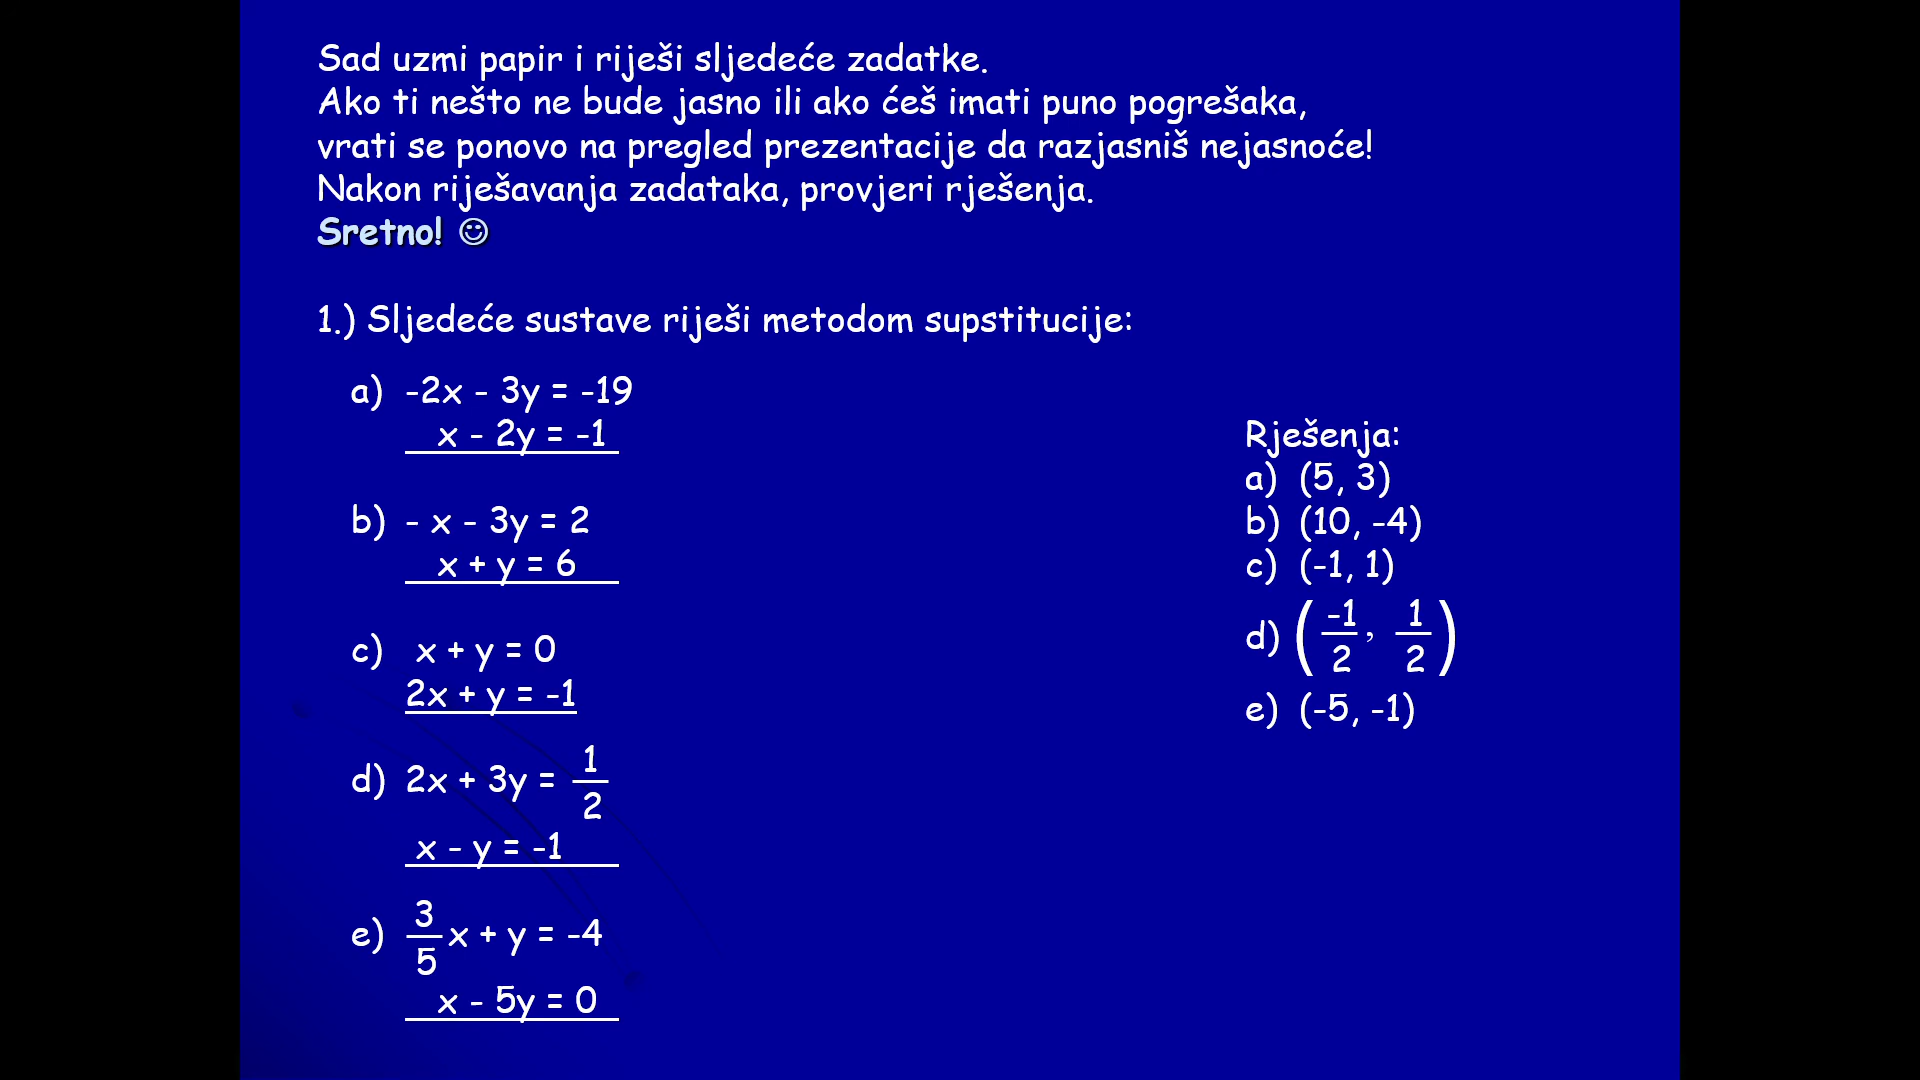 Sad uzmi papir i riješi sljedeće zadatke.
Ako ti nešto ne bude jasno ili ako ćeš imati puno pogrešaka,
vrati se ponovo na pregled prezentacije da razjasniš nejasnoće!
Nakon riješavanja zadataka, provjeri rješenja.
Sretno! ☺
1.) Sljedeće sustave riješi metodom supstitucije:
a) -2x - 3y = -19
x - 2y = -1
b) - x - 3y = 2
x + y = 6
c) x + y = 0
2x + y = -1
d) 2x + 3y = 1/2
x - y = -1
e) 3/5 x + y = -4
x - 5y = 0
Rješenja:
a) (5, 3)
b) (10, -4)
c) (-1, 1)
d) (-1/2, 1/2)
e) (-5, -1)